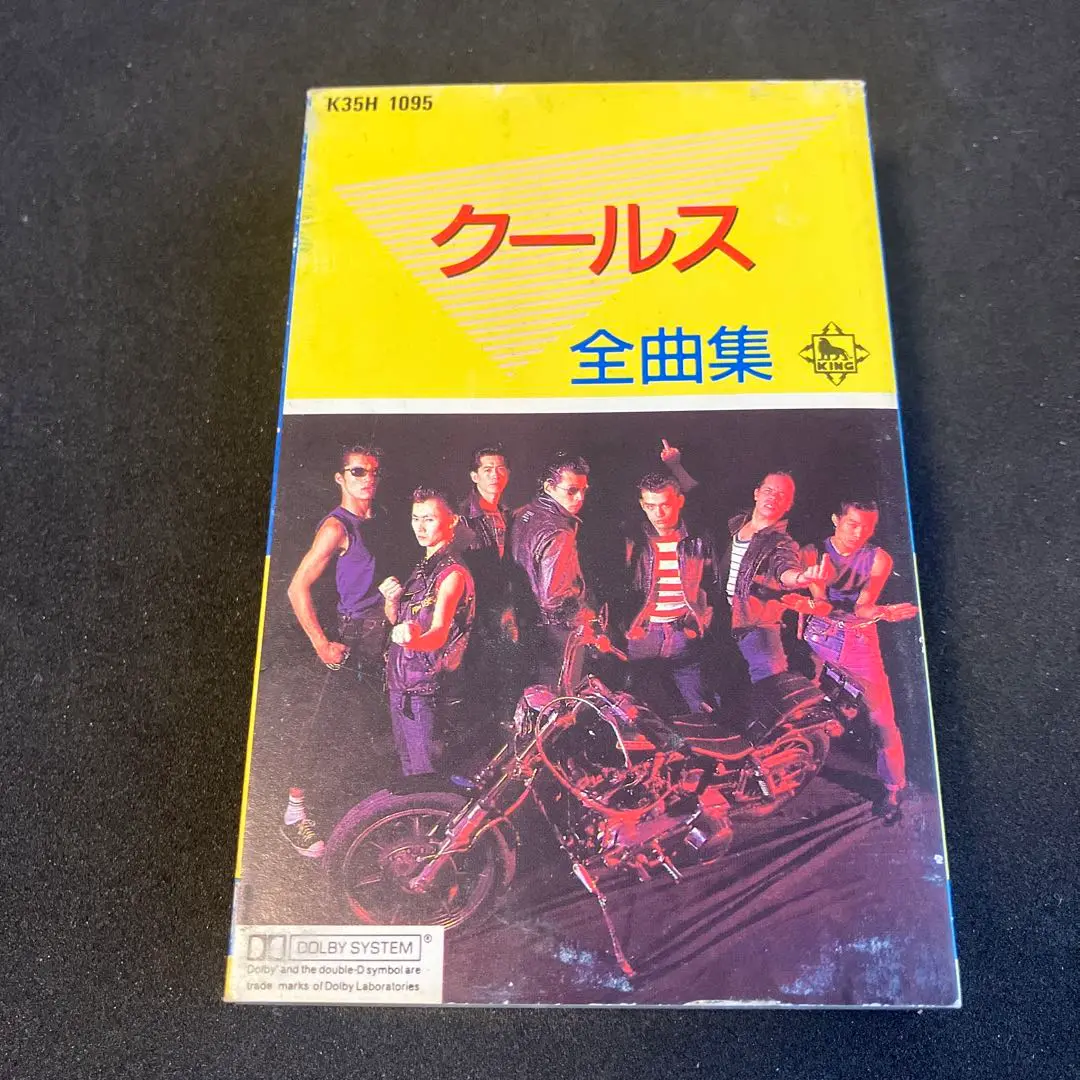 K35H 1095
クールス
全曲集
KING
DOLBY SYSTEM ®
Dolby and the double-D symbol are
trade marks of Dolby Laboratories